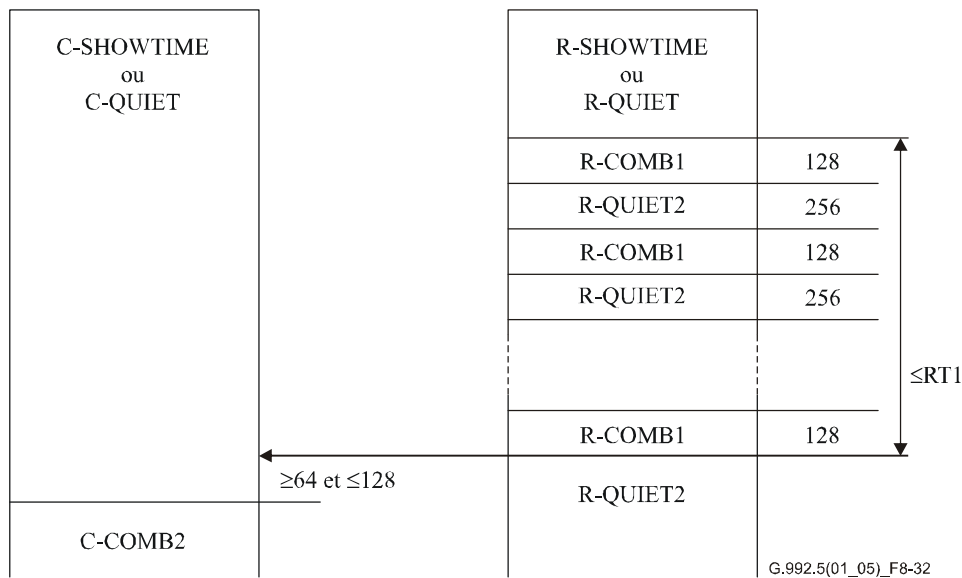 C-SHOWTIME
ou
C-QUIET
R-SHOWTIME
ou
R-QUIET
R-COMB1 128
R-QUIET2 256
R-COMB1 128
R-QUIET2 256
≤RT1
R-COMB1 128
≥64 et ≤128
R-QUIET2
C-COMB2
G.992.5(01_05)_F8-32